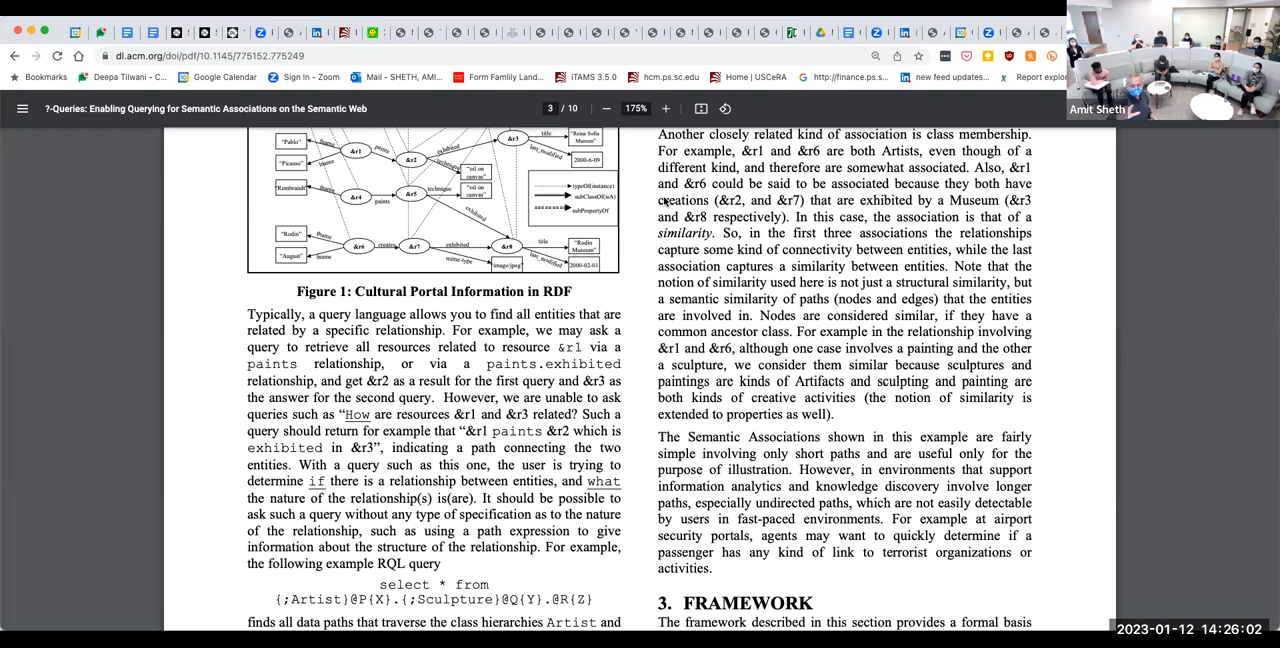 dl.acm.org/doi/pdf/10.1145/775152.775249
Bookmarks
Deepa Tilwani - C...
Google Calendar
Sign In - Zoom
Mail - SHETH, AMI...
Form Famliy Land...
iTAMS 3.5.0
hcm.ps.sc.edu
Home | USCeRA
http://finance.ps.s...
new feed updates...
Report explor
Amit Sheth
?-Queries: Enabling Querying for Semantic Associations on the Semantic Web
3 / 10
175%
"Pablo"
fname
&r1
paints
&r2
exhibited
&r3
title
"Reina Sofia
Museun"
last_modified
2000-6-09
"Picasso"
lname
technique
"oil on
canvas"
"Rembrandt"
&r4
paints
&r5
technique
"oil on
canvas"
exhibited
typeOf(instance)
subClassOf(isA)
subPropertyOf
"Rodin"
fname
"August"
lname
&r6
creates
&r7
exhibited
mime-type
&r8
title
"Rodin
Museum"
image/jpeg
last_modified
2000-02-01
Figure 1: Cultural Portal Information in RDF
Typically, a query language allows you to find all entities that are
related by a specific relationship. For example, we may ask a
query to retrieve all resources related to resource &r1 via a
paints relationship, or via a paints.exhibited
relationship, and get &r2 as a result for the first query and &r3 as
the answer for the second query. However, we are unable to ask
queries such as "How are resources &r1 and &r3 related? Such a
query should return for example that "&r1 paints &r2 which is
exhibited in &r3", indicating a path connecting the two
entities. With a query such as this one, the user is trying to
determine if there is a relationship between entities, and what
the nature of the relationship(s) is(are). It should be possible to
ask such a query without any type of specification as to the nature
of the relationship, such as using a path expression to give
information about the structure of the relationship. For example,
the following example RQL query
select * from
{;Artist}@P{X}.{;Sculpture}@Q{Y}.@R{Z}
finds all data paths that traverse the class hierarchies Artist and
Another closely related kind of association is class membership.
For example, &r1 and &r6 are both Artists, even though of a
different kind, and therefore are somewhat associated. Also, &r1
and &r6 could be said to be associated because they both have
creations (&r2, and &r7) that are exhibited by a Museum (&r3
and &r8 respectively). In this case, the association is that of a
similarity. So, in the first three associations the relationships
capture some kind of connectivity between entities, while the last
association captures a similarity between entities. Note that the
notion of similarity used here is not just a structural similarity, but
a semantic similarity of paths (nodes and edges) that the entities
are involved in. Nodes are considered similar, if they have a
common ancestor class. For example in the relationship involving
&r1 and &r6, although one case involves a painting and the other
a sculpture, we consider them similar because sculptures and
paintings are kinds of Artifacts and sculpting and painting are
both kinds of creative activities (the notion of similarity is
extended to properties as well).
The Semantic Associations shown in this example are fairly
simple involving only short paths and are useful only for the
purpose of illustration. However, in environments that support
information analytics and knowledge discovery involve longer
paths, especially undirected paths, which are not easily detectable
by users in fast-paced environments. For example at airport
security portals, agents may want to quickly determine if a
passenger has any kind of link to terrorist organizations or
activities.
3. FRAMEWORK
The framework described in this section provides a formal basis
2023-01-12 14:26:02